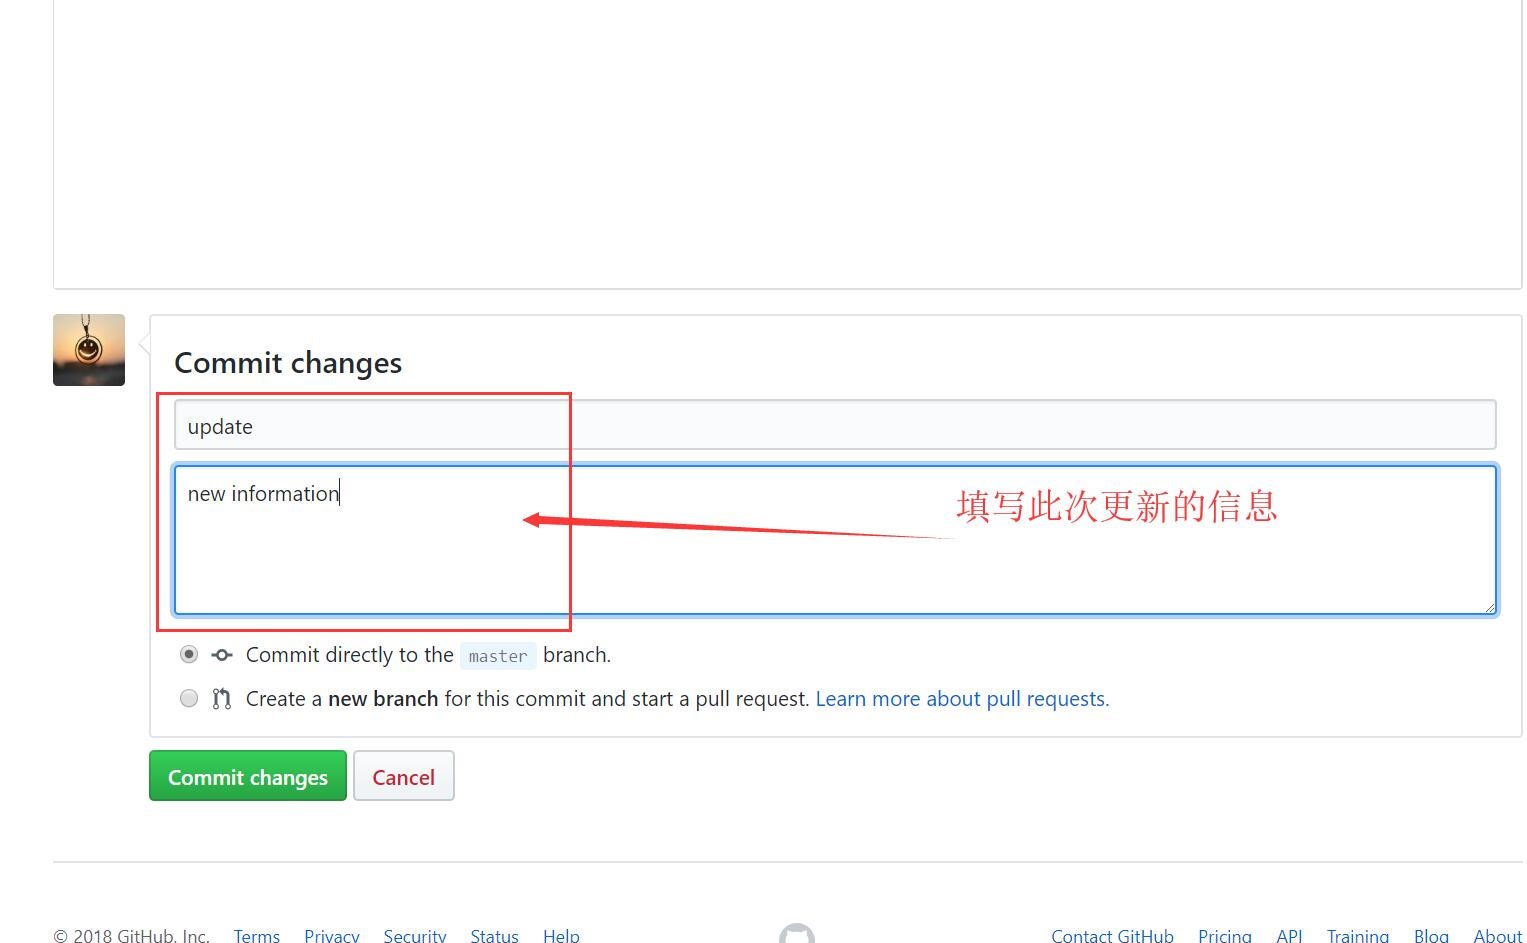 Commit changes
update
new information
填写此次更新的信息
Commit directly to the master branch.
Create a new branch for this commit and start a pull request. Learn more about pull requests.
Commit changes Cancel
© 2018 GitHub, Inc. Terms Privacy Security Status Help Contact GitHub Pricing API Training Blog About